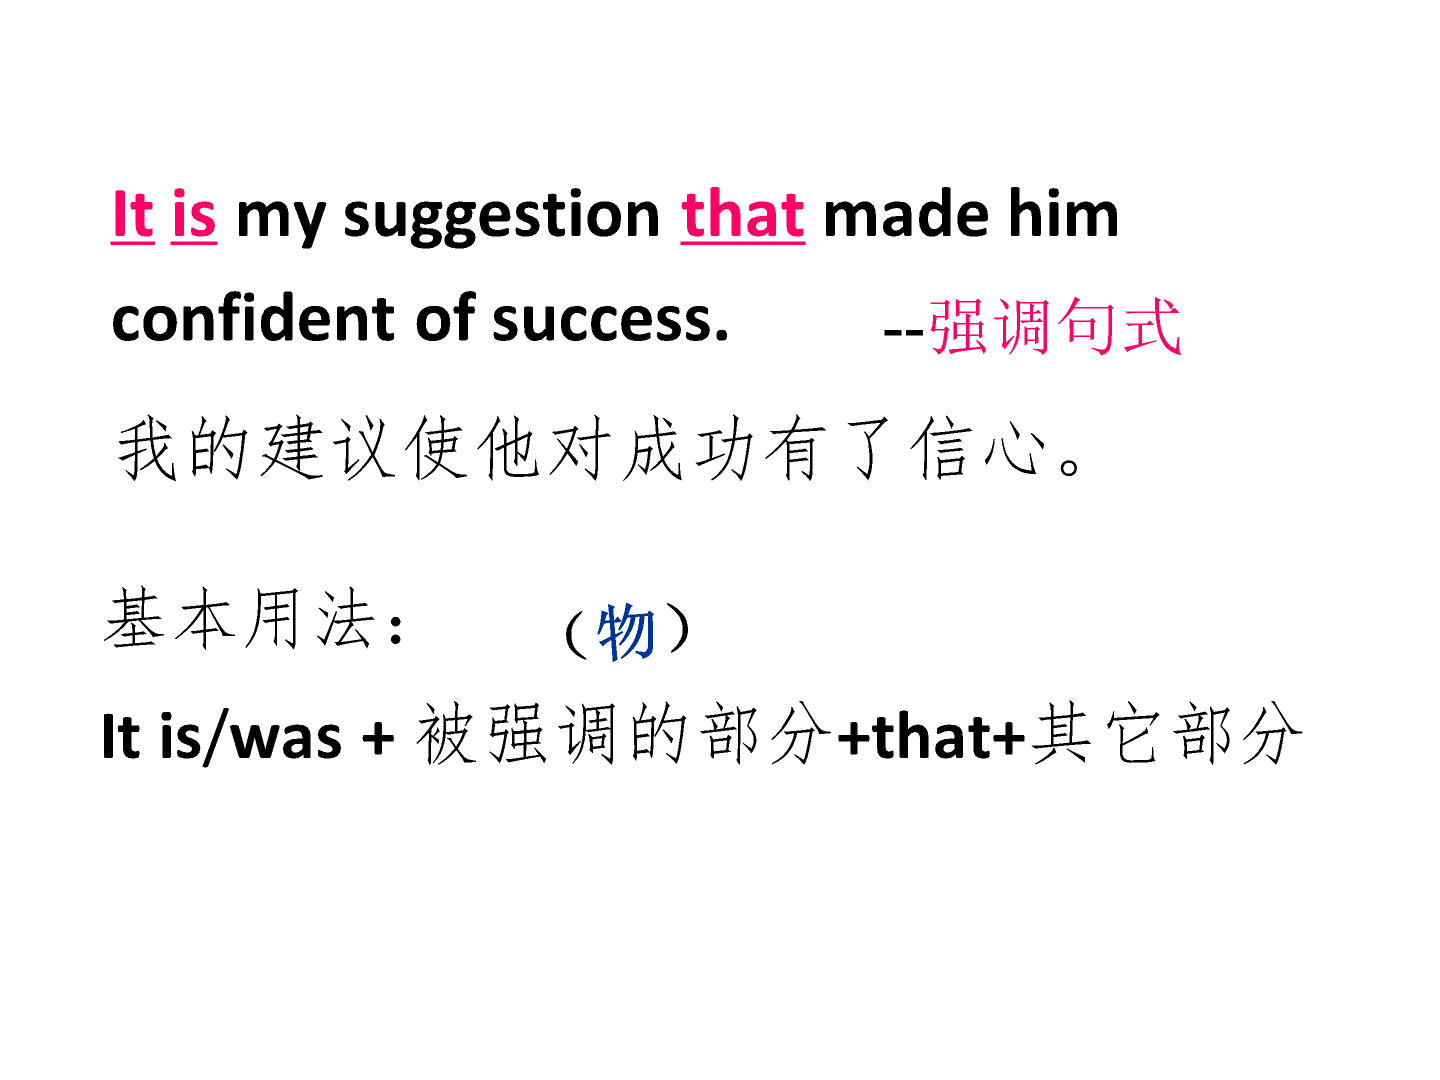 It is my suggestion that made him
confident of success. --强调句式
我的建议使他对成功有了信心。
基本用法： （物）
It is/was + 被强调的部分+that+其它部分